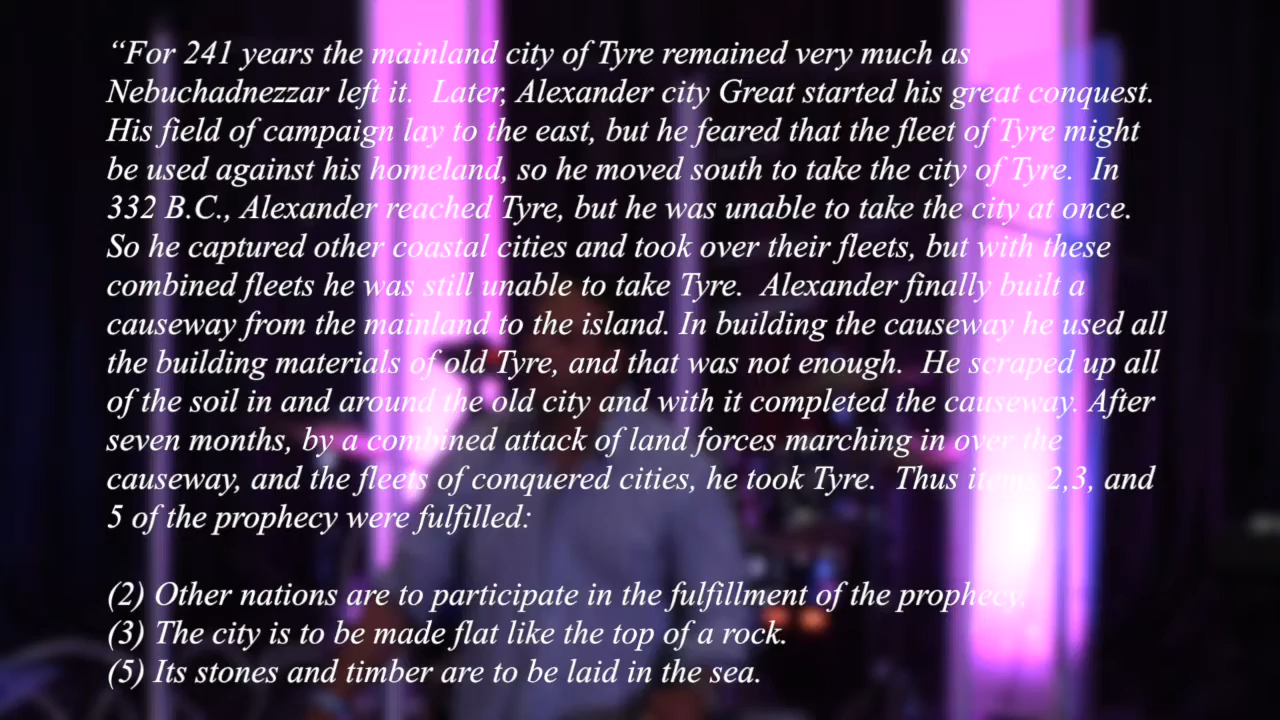 “For 241 years the mainland city of Tyre remained very much as
Nebuchadnezzar left it.  Later, Alexander city Great started his great conquest.
His field of campaign lay to the east, but he feared that the fleet of Tyre might
be used against his homeland, so he moved south to take the city of Tyre.  In
332 B.C., Alexander reached Tyre, but he was unable to take the city at once.
So he captured other coastal cities and took over their fleets, but with these
combined fleets he was still unable to take Tyre.  Alexander finally built a
causeway from the mainland to the island. In building the causeway he used all
the building materials of old Tyre, and that was not enough.  He scraped up all
of the soil in and around the old city and with it completed the causeway. After
seven months, by a combined attack of land forces marching in over the
causeway, and the fleets of conquered cities, he took Tyre.  Thus items 2,3, and
5 of the prophecy were fulfilled:
(2) Other nations are to participate in the fulfillment of the prophecy.
(3) The city is to be made flat like the top of a rock.
(5) Its stones and timber are to be laid in the sea.